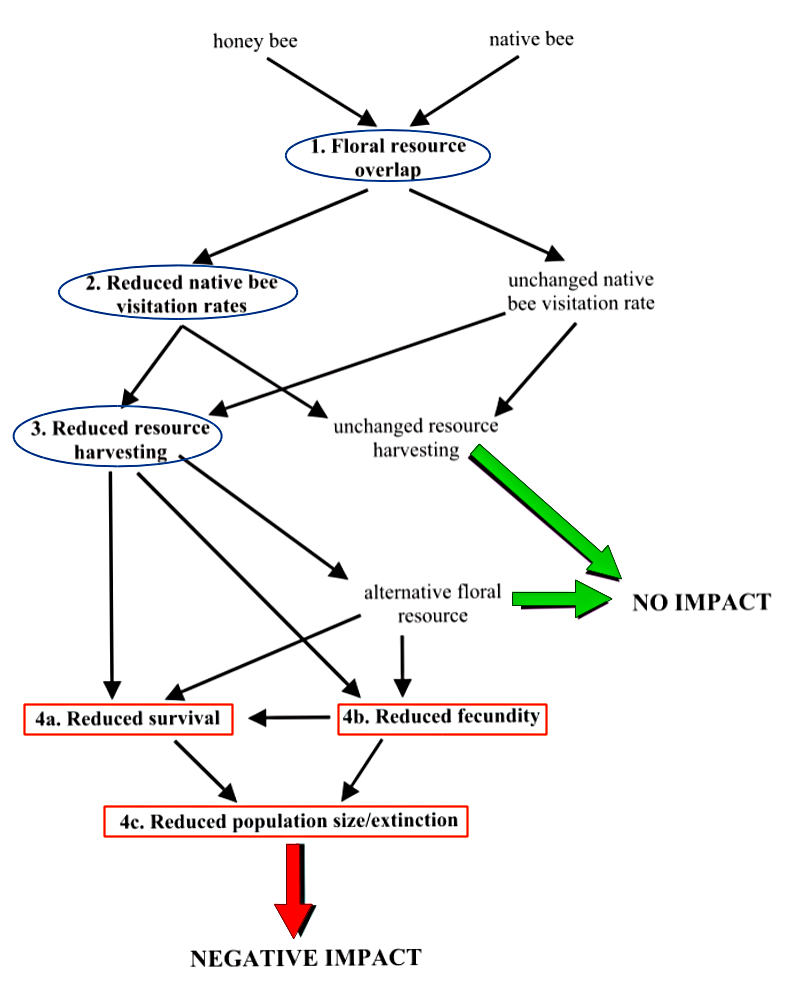 honey bee
native bee
1. Floral resource
overlap
2. Reduced native bee
visitation rates
unchanged native
bee visitation rate
3. Reduced resource
harvesting
unchanged resource
harvesting
alternative floral
resource
NO IMPACT
4a. Reduced survival
4b. Reduced fecundity
4c. Reduced population size/extinction
NEGATIVE IMPACT